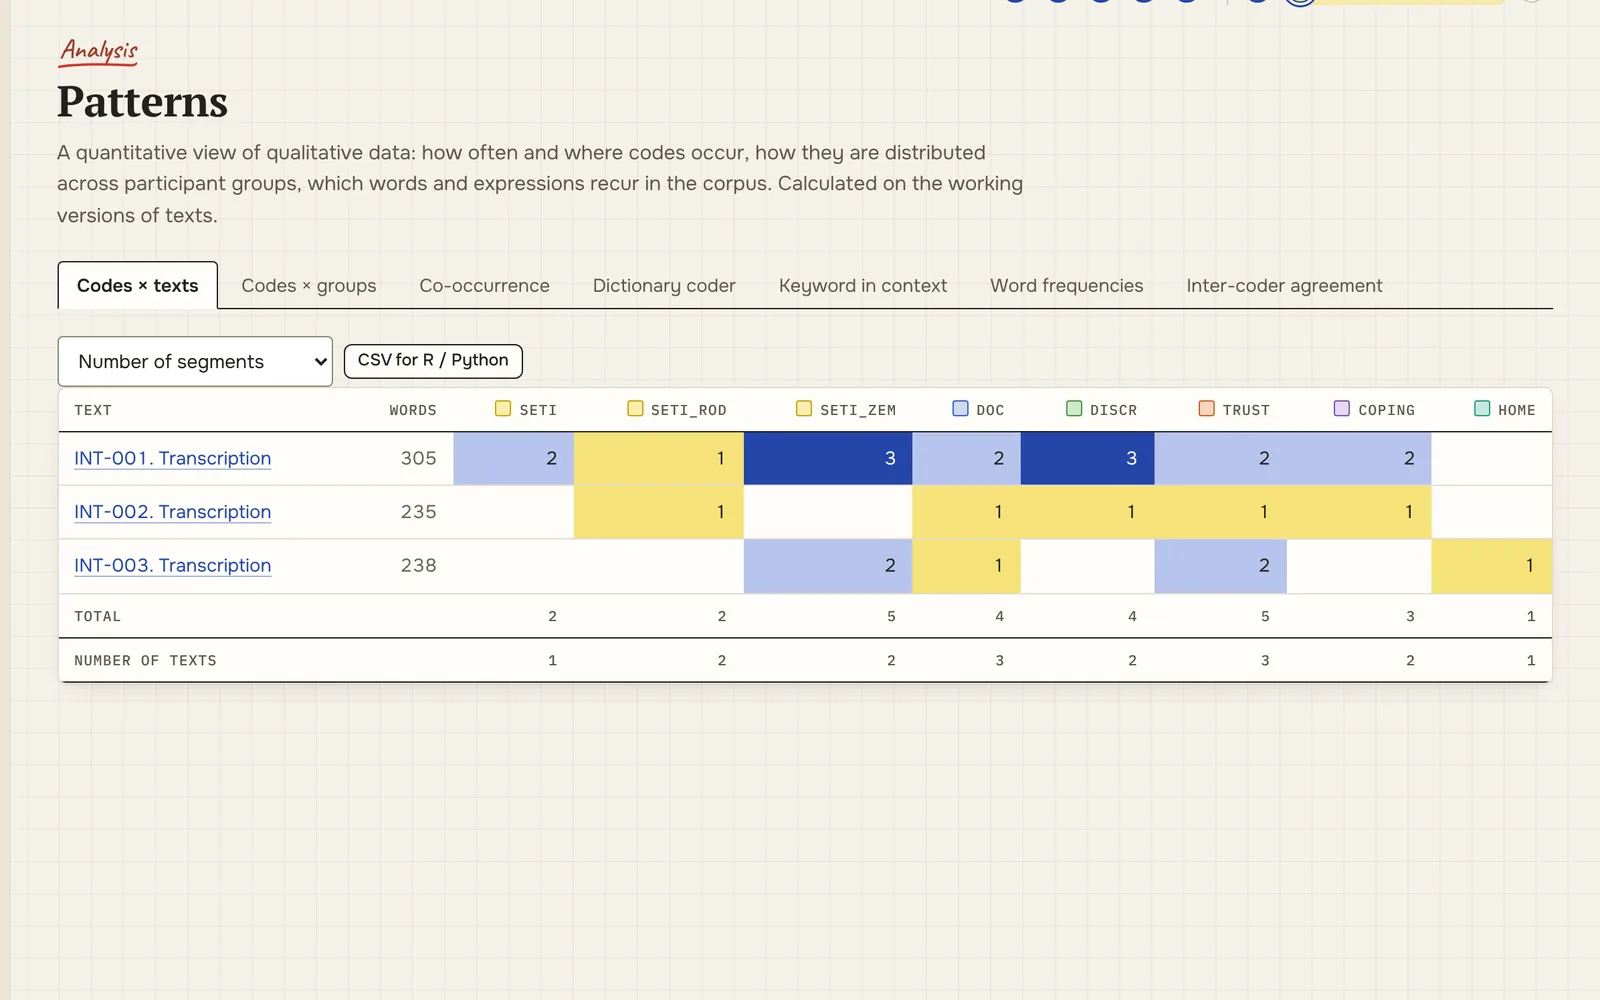 Analysis
Patterns
A quantitative view of qualitative data: how often and where codes occur, how they are distributed
across participant groups, which words and expressions recur in the corpus. Calculated on the working
versions of texts.
Codes × texts Codes × groups Co-occurrence Dictionary coder Keyword in context Word frequencies Inter-coder agreement
Number of segments CSV for R / Python
TEXT WORDS SETI SETI_ROD SETI_ZEM DOC DISCR TRUST COPING HOME
INT-001. Transcription 305 2 1 3 2 3 2 2
INT-002. Transcription 235 1 1 1 1 1
INT-003. Transcription 238 2 1 2 1
TOTAL 2 2 5 4 4 5 3 1
NUMBER OF TEXTS 1 2 2 3 2 3 2 1